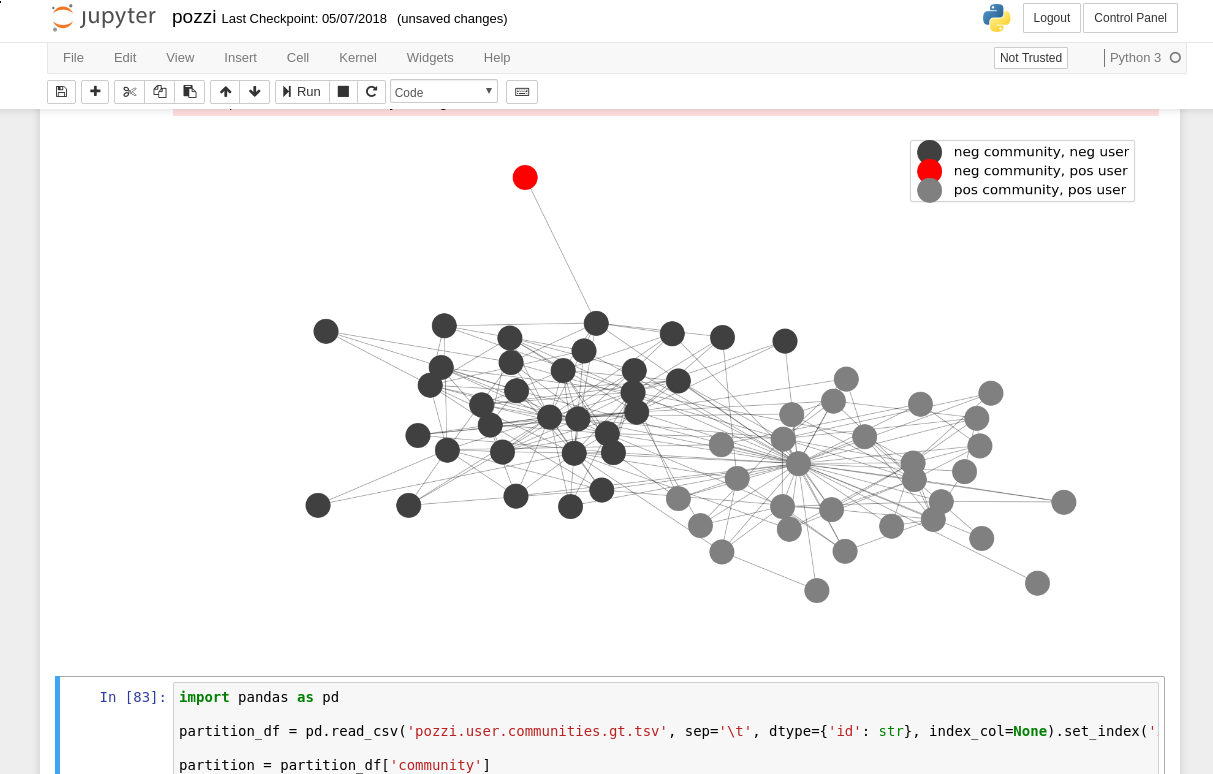 jupyter pozzi Last Checkpoint: 05/07/2018 (unsaved changes) Logout Control Panel
File Edit View Insert Cell Kernel Widgets Help Not Trusted Python 3
Run Code
neg community, neg user
neg community, pos user
pos community, pos user
In [83]: import pandas as pd
partition_df = pd.read_csv('pozzi.user.communities.gt.tsv', sep='\t', dtype={'id': str}, index_col=None).set_index('
partition = partition_df['community']